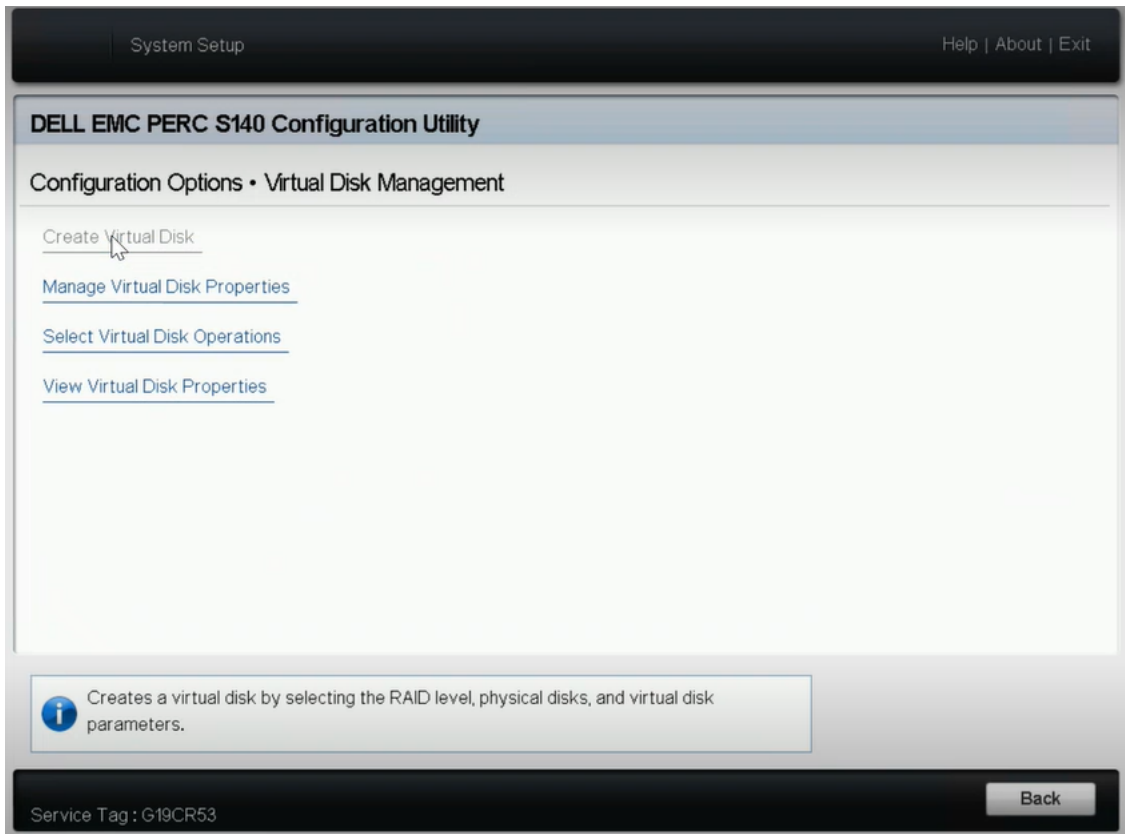 System Setup
Help | About | Exit
DELL EMC PERC S140 Configuration Utility
Configuration Options • Virtual Disk Management
Create Virtual Disk
Manage Virtual Disk Properties
Select Virtual Disk Operations
View Virtual Disk Properties
Creates a virtual disk by selecting the RAID level, physical disks, and virtual disk
parameters.
Service Tag : G19CR53
Back